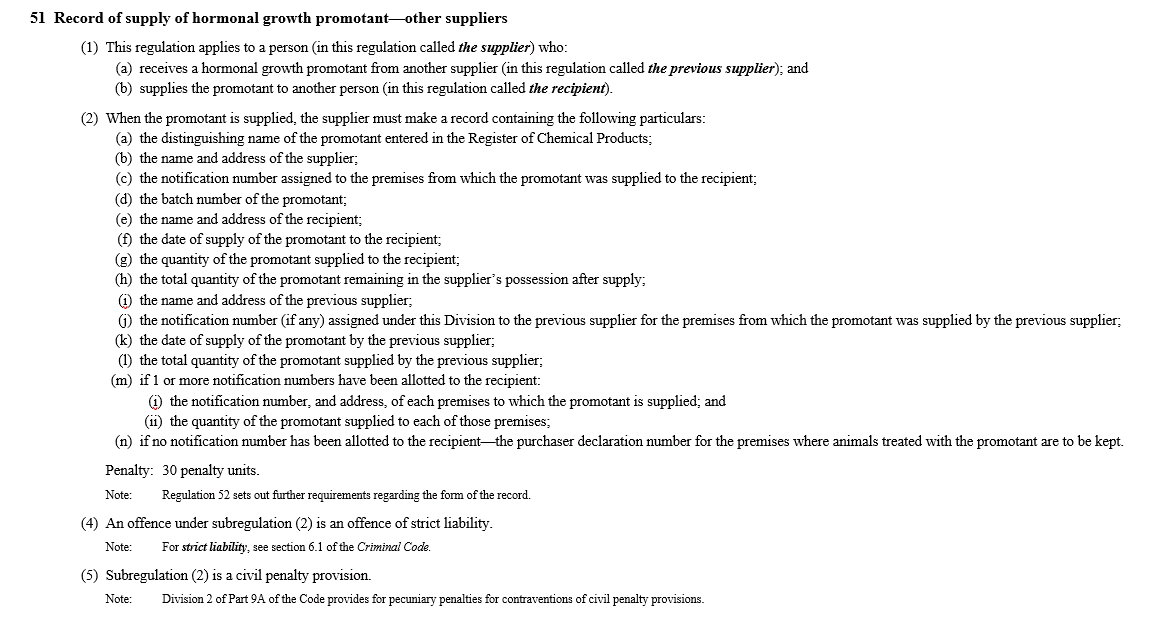 51 Record of supply of hormonal growth promotant—other suppliers
(1) This regulation applies to a person (in this regulation called the supplier) who:
(a) receives a hormonal growth promotant from another supplier (in this regulation called the previous supplier); and
(b) supplies the promotant to another person (in this regulation called the recipient).
(2) When the promotant is supplied, the supplier must make a record containing the following particulars:
(a) the distinguishing name of the promotant entered in the Register of Chemical Products;
(b) the name and address of the supplier;
(c) the notification number assigned to the premises from which the promotant was supplied to the recipient;
(d) the batch number of the promotant;
(e) the name and address of the recipient;
(f) the date of supply of the promotant to the recipient;
(g) the quantity of the promotant supplied to the recipient;
(h) the total quantity of the promotant remaining in the supplier's possession after supply;
(i) the name and address of the previous supplier;
(j) the notification number (if any) assigned under this Division to the previous supplier for the premises from which the promotant was supplied by the previous supplier;
(k) the date of supply of the promotant by the previous supplier;
(l) the total quantity of the promotant supplied by the previous supplier;
(m) if 1 or more notification numbers have been allotted to the recipient:
(i) the notification number, and address, of each premises to which the promotant is supplied; and
(ii) the quantity of the promotant supplied to each of those premises;
(n) if no notification number has been allotted to the recipient—the purchaser declaration number for the premises where animals treated with the promotant are to be kept.
Penalty: 30 penalty units.
Note: Regulation 52 sets out further requirements regarding the form of the record.
(4) An offence under subregulation (2) is an offence of strict liability.
Note: For strict liability, see section 6.1 of the Criminal Code.
(5) Subregulation (2) is a civil penalty provision.
Note: Division 2 of Part 9A of the Code provides for pecuniary penalties for contraventions of civil penalty provisions.